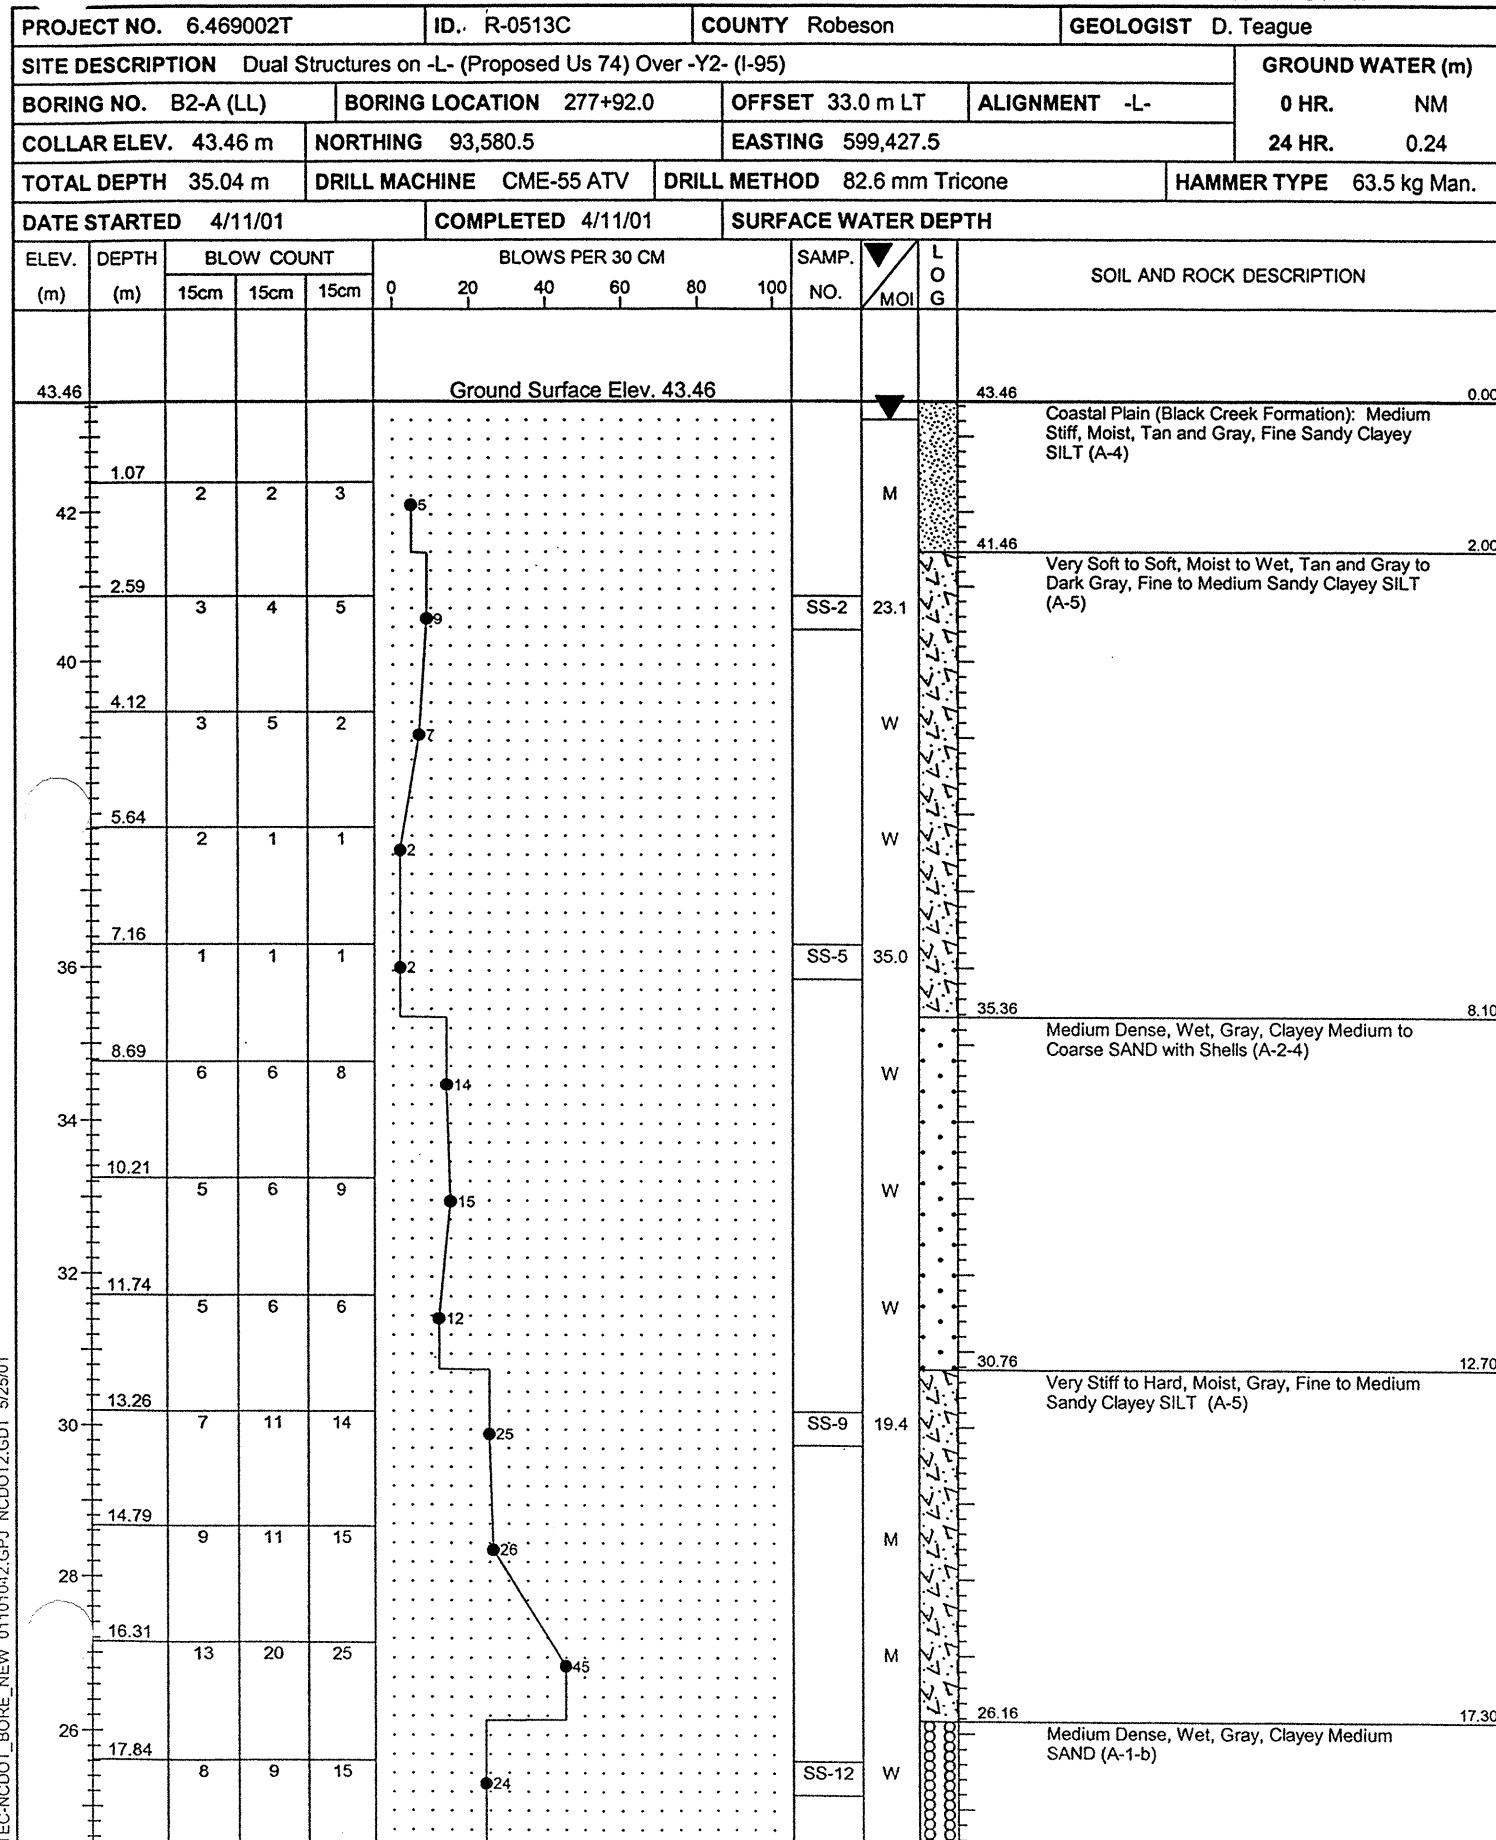 PROJECT NO. 6.469002T ID. R-0513C COUNTY Robeson GEOLOGIST D. Teague
SITE DESCRIPTION Dual Structures on -L- (Proposed Us 74) Over -Y2- (I-95) GROUND WATER (m)
BORING NO. B2-A (LL) BORING LOCATION 277+92.0 OFFSET 33.0 m LT ALIGNMENT -L- 0 HR. NM
COLLAR ELEV. 43.46 m NORTHING 93,580.5 EASTING 599,427.5 24 HR. 0.24
TOTAL DEPTH 35.04 m DRILL MACHINE CME-55 ATV DRILL METHOD 82.6 mm Tricone HAMMER TYPE 63.5 kg Man.
DATE STARTED 4/11/01 COMPLETED 4/11/01 SURFACE WATER DEPTH
ELEV. DEPTH BLOW COUNT BLOWS PER 30 CM SAMP. L
O SOIL AND ROCK DESCRIPTION
(m) (m) 15cm 15cm 15cm 0 20 40 60 80 100 NO. MOI G
43.46 Ground Surface Elev. 43.46 43.46 0.00
Coastal Plain (Black Creek Formation): Medium
Stiff, Moist, Tan and Gray, Fine Sandy Clayey
SILT (A-4)
1.07
2 2 3 M
42 5
41.46 2.00
Very Soft to Soft, Moist to Wet, Tan and Gray to
2.59 Dark Gray, Fine to Medium Sandy Clayey SILT
3 4 5 SS-2 23.1 (A-5)
9
40
4.12
3 5 2 W
7
5.64
2 1 1 W
2
7.16
1 1 1 SS-5 35.0
36 2
35.36 8.10
Medium Dense, Wet, Gray, Clayey Medium to
8.69 Coarse SAND with Shells (A-2-4)
6 6 8 W
14
34
10.21
5 6 9 W
15
32
11.74
5 6 6 W
12
30.76 12.70
Very Stiff to Hard, Moist, Gray, Fine to Medium
13.26 Sandy Clayey SILT (A-5)
30 7 11 14 SS-9 19.4
25
14.79
9 11 15 M
26
28
16.31
13 20 25 M
45
26.16 17.30
26 Medium Dense, Wet, Gray, Clayey Medium
17.84 SAND (A-1-b)
8 9 15 SS-12 W
24